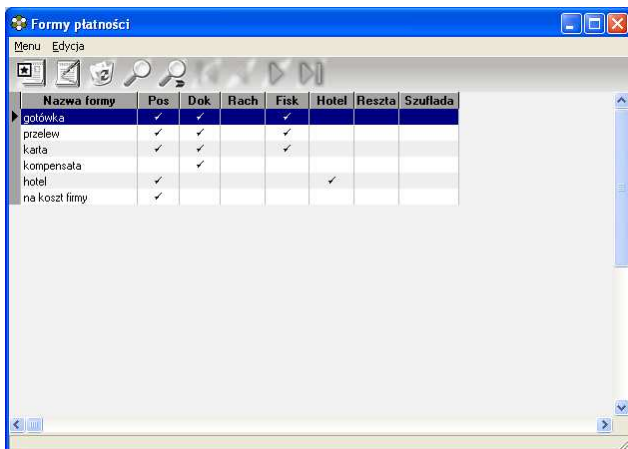 Formy płatności
Menu Edycja
Nazwa formy Pos Dok Rach Fisk Hotel Reszta Szuflada
gotówka ✓ ✓ ✓
przelew ✓ ✓ ✓
karta ✓ ✓ ✓
kompensata ✓
hotel ✓ ✓
na koszt firmy ✓